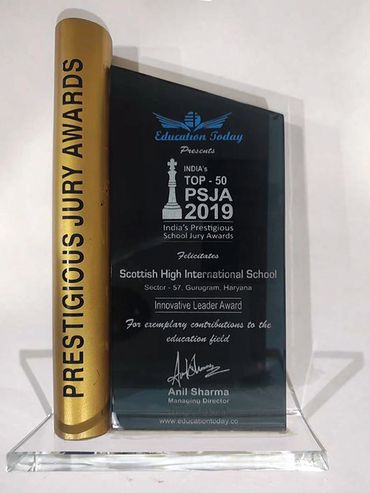 PRESTIGIOUS JURY AWARDS
Education Today
Presents
INDIA's
TOP - 50
PSJA
2019
India's Prestigious
School Jury Awards
Felicitates
Scottish High International School
Sector - 57, Gurugram, Haryana
Innovative Leader Award
For exemplary contributions to the
education field
Anil Sharma
Managing Director
www.educationtoday.co